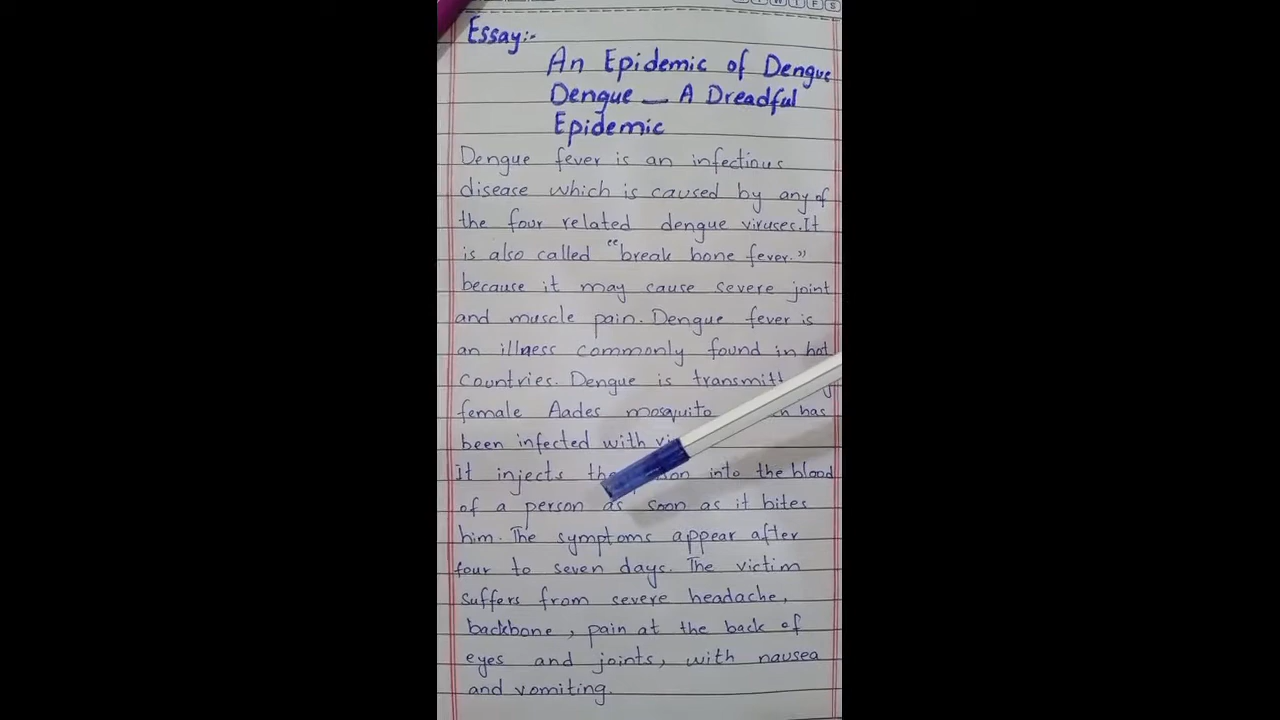 Essay:-
An Epidemic of Dengue
Dengue — A Dreadful
Epidemic
Dengue fever is an infectious
disease which is caused by any of
the four related dengue viruses. It
is also called "break bone fever."
because it may cause severe joint
and muscle pain. Dengue fever is
an illness commonly found in hot
countries. Dengue is
female Aades mosquito has
been infected with
It injects into the blood
of a person as soon as it bites
him. The symptoms appear after
four to seven days. The victim
suffers from severe headache,
backbone, pain at the back of
eyes and joints, with nausea
and vomiting.